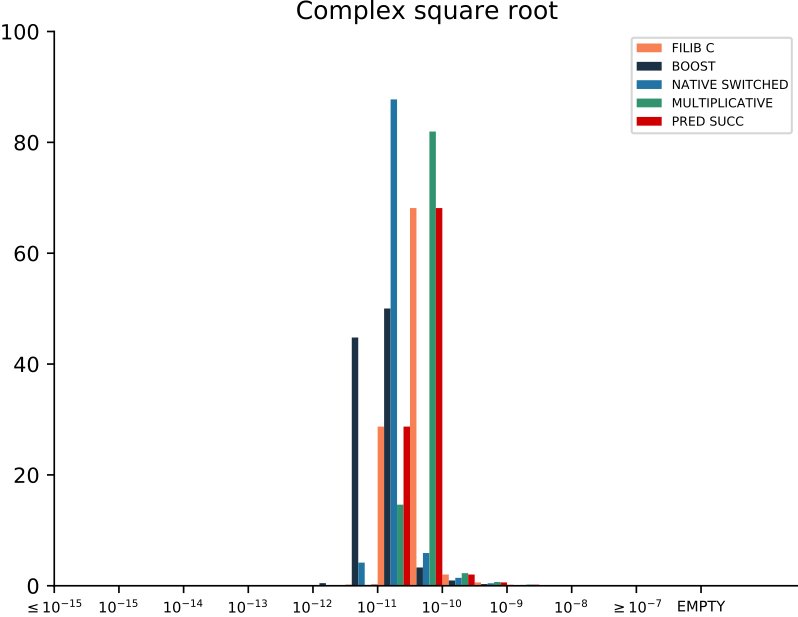 Complex square root
100
80
60
40
20
0
FILIB C
BOOST
NATIVE SWITCHED
MULTIPLICATIVE
PRED SUCC
≤ 10⁻¹⁵ 10⁻¹⁵ 10⁻¹⁴ 10⁻¹³ 10⁻¹² 10⁻¹¹ 10⁻¹⁰ 10⁻⁹ 10⁻⁸ ≥ 10⁻⁷ EMPTY